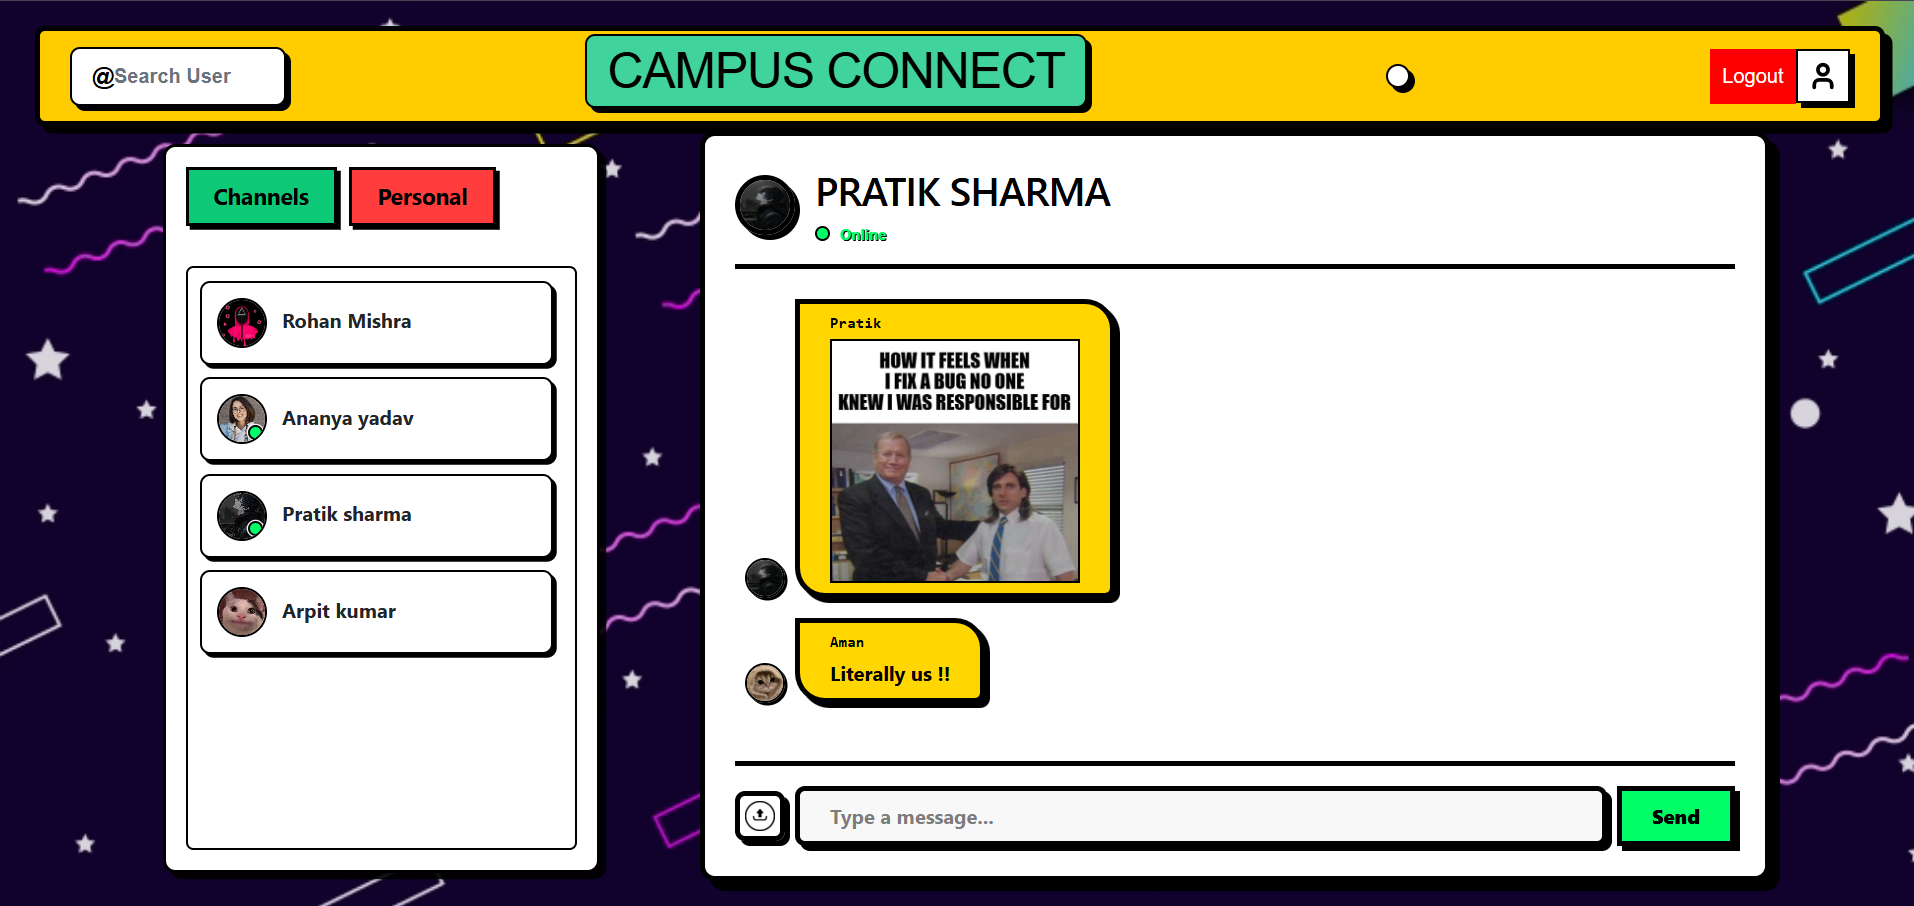 @Search User
CAMPUS CONNECT
Logout
Channels
Personal
Rohan Mishra
Ananya yadav
Pratik sharma
Arpit kumar
PRATIK SHARMA
Online
Pratik
HOW IT FEELS WHEN
I FIX A BUG NO ONE
KNEW I WAS RESPONSIBLE FOR
Aman
Literally us !!
Type a message...
Send